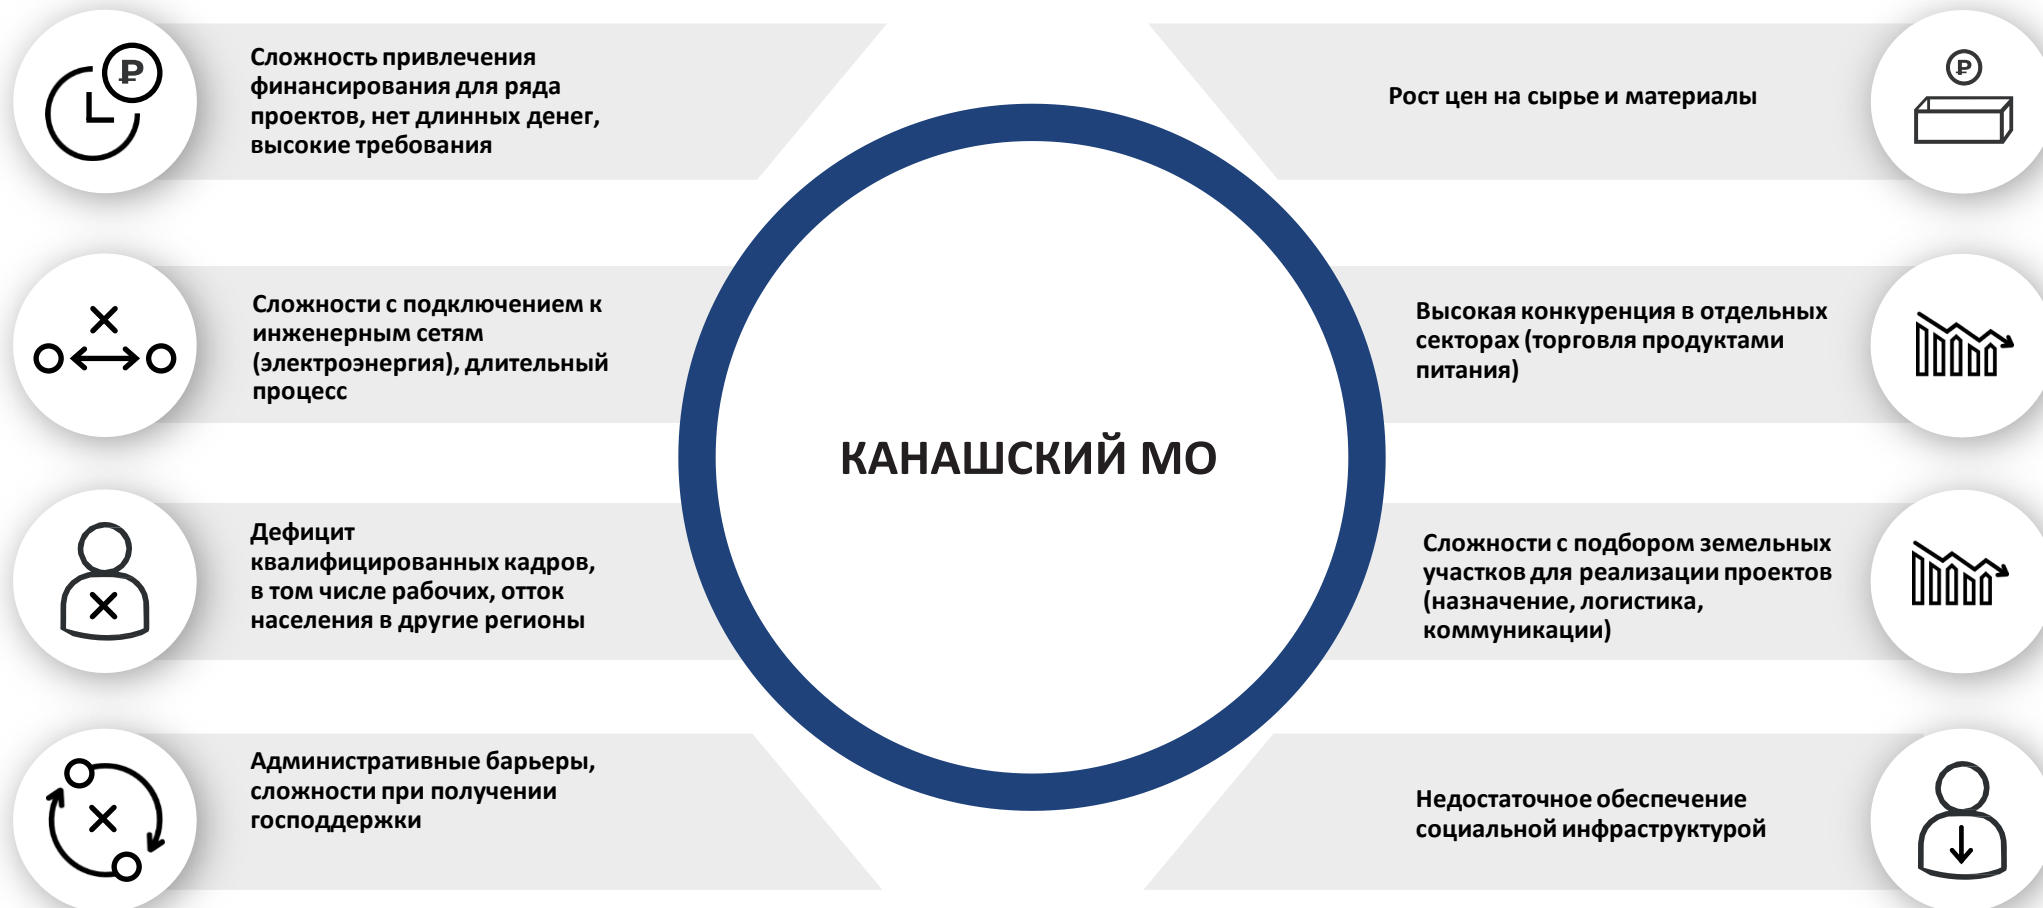 Сложность привлечения
финансирования для ряда
проектов, нет длинных денег,
высокие требования
Сложности с подключением к
инженерным сетям
(электроэнергия), длительный
процесс
Дефицит
квалифицированных кадров,
в том числе рабочих, отток
населения в другие регионы
Административные барьеры,
сложности при получении
господдержки
КАНАШСКИЙ МО
Рост цен на сырье и материалы
Высокая конкуренция в отдельных
секторах (торговля продуктами
питания)
Сложности с подбором земельных
участков для реализации проектов
(назначение, логистика,
коммуникации)
Недостаточное обеспечение
социальной инфраструктурой